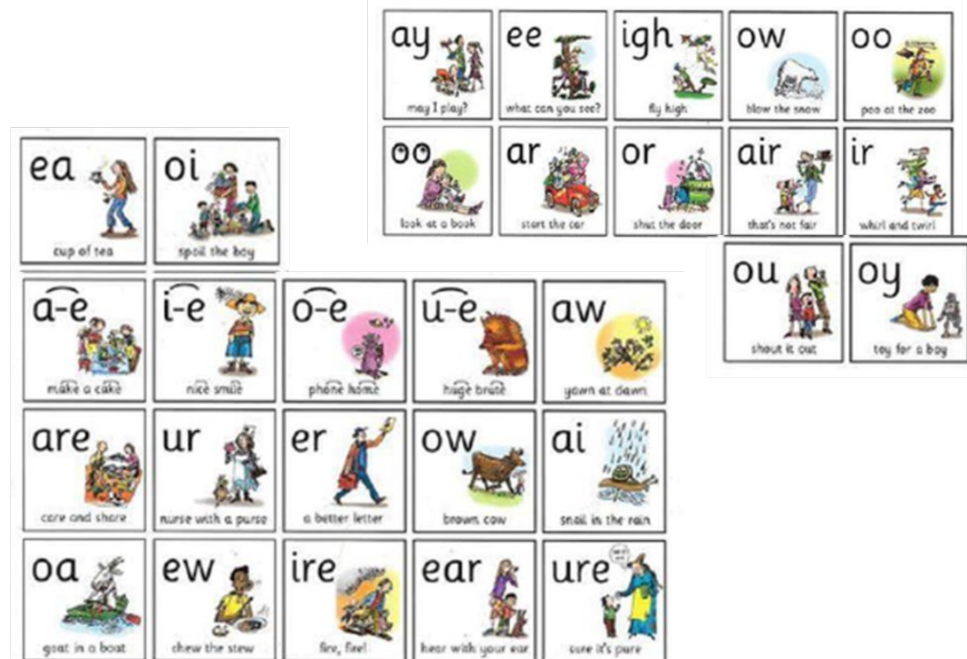 ay
may I play?
ee
what can you see?
igh
fly high
ow
blow the snow
oo
poo at the zoo
oo
look at a book
ar
start the car
or
shut the door
air
that's not fair
ir
whirl and twirl
ou
shout it out
oy
toy for a boy
ea
cup of tea
oi
spoil the boy
a-e
make a cake
i-e
nice smile
o-e
phone home
u-e
huge brute
aw
yawn at dawn
are
care and share
ur
nurse with a purse
er
a better letter
ow
brown cow
ai
snail in the rain
oa
goat in a boat
ew
chew the stew
ire
fire, fire!
ear
hear with your ear
ure
sure it's pure